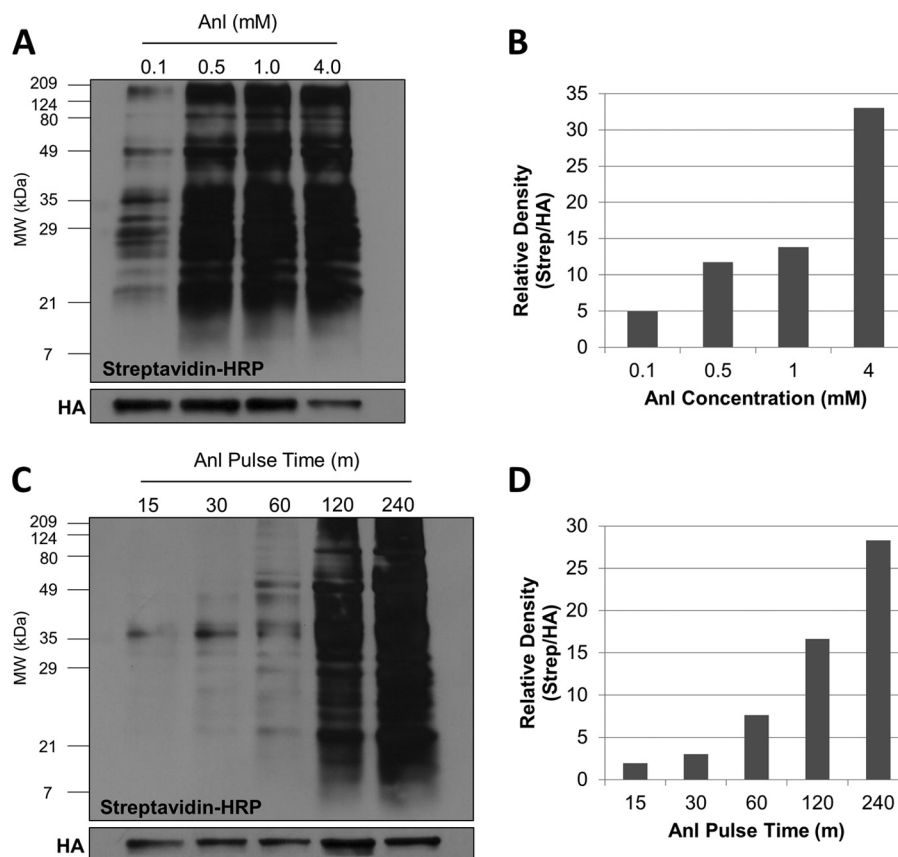 A
Anl (mM)
0.1 0.5 1.0 4.0
209
124
80
49
35
29
21
7
MW (kDa)
Streptavidin-HRP
HA
B
35
30
25
20
15
10
5
0
Relative Density
(Strep/HA)
0.1 0.5 1 4
Anl Concentration (mM)
C
Anl Pulse Time (m)
15 30 60 120 240
209
124
80
49
35
29
21
7
MW (kDa)
Streptavidin-HRP
HA
D
30
25
20
15
10
5
0
Relative Density
(Strep/HA)
15 30 60 120 240
Anl Pulse Time (m)